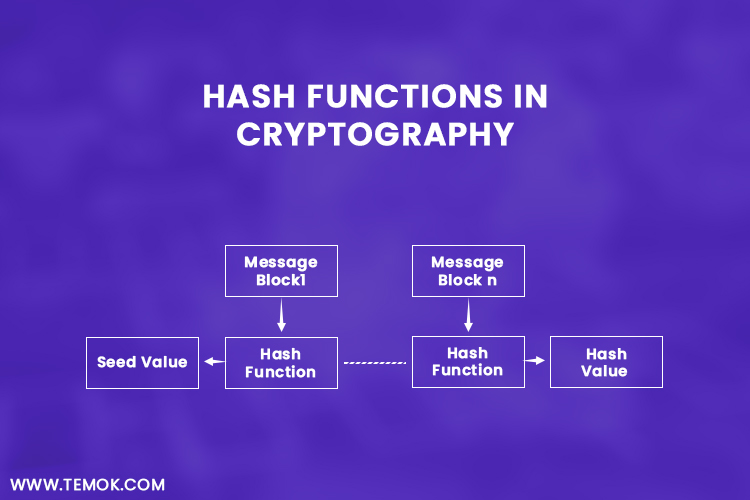 HASH FUNCTIONS IN
CRYPTOGRAPHY
Message
Block1
Message
Block n
Seed Value
Hash
Function
Hash
Function
Hash
Value
WWW.TEMOK.COM